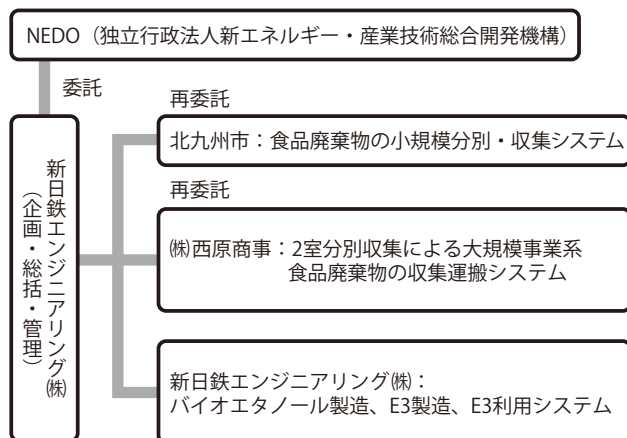 NEDO（独立行政法人新エネルギー・産業技術総合開発機構）
委託
新日鉄エンジニアリング㈱
（企画・総括・管理）
再委託
北九州市：食品廃棄物の小規模分別・収集システム
再委託
㈱西原商事：2室分別収集による大規模事業系
食品廃棄物の収集運搬システム
新日鉄エンジニアリング㈱：
バイオエタノール製造、E3製造、E3利用システム